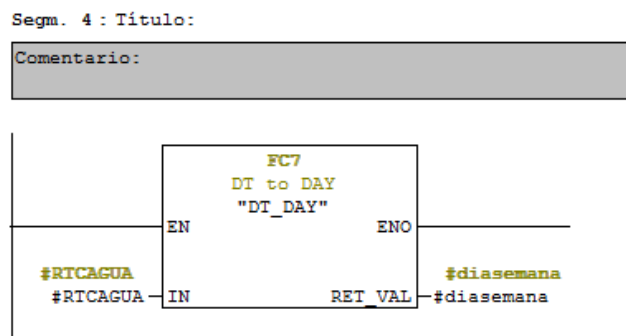 Segm. 4 : Título:
Comentario:
FC7
DT to DAY
"DT_DAY"
EN ENO
#RTCAGUA #diasemana
#RTCAGUA IN RET_VAL #diasemana